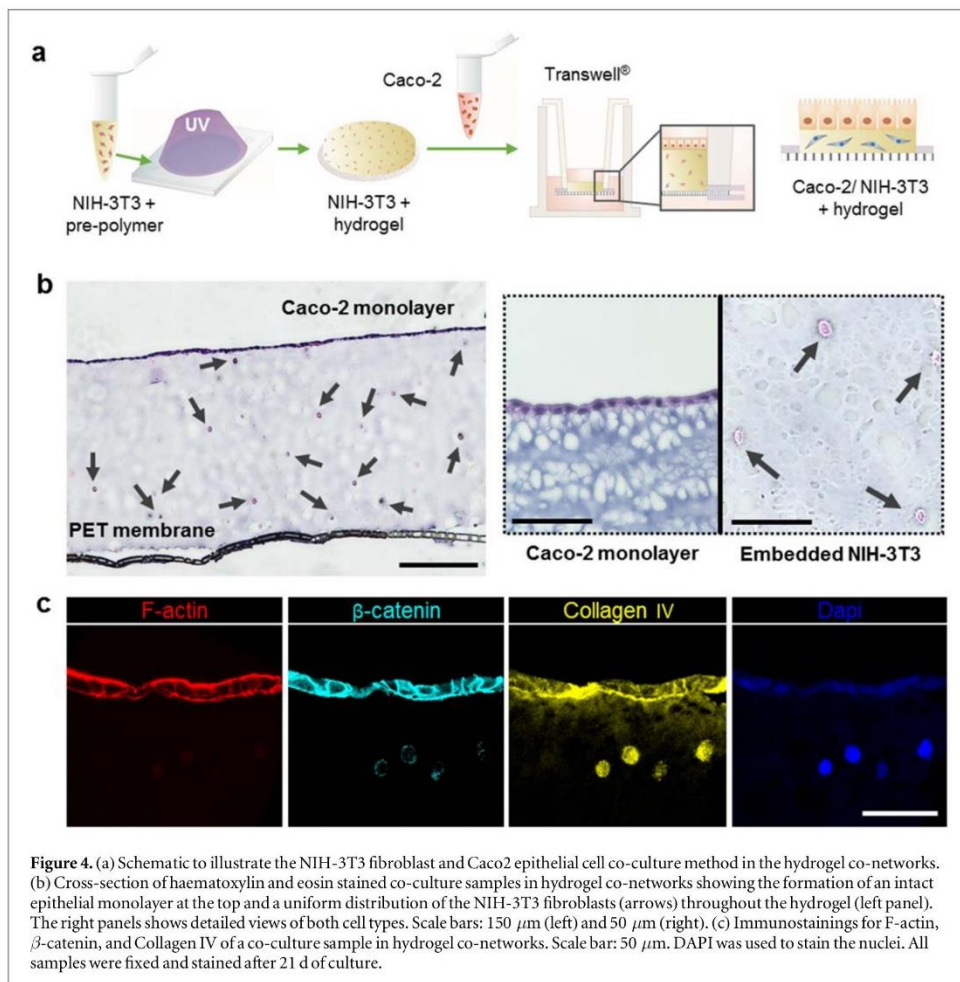 a
Caco-2
Transwell®
UV
NIH-3T3 +
pre-polymer
NIH-3T3 +
hydrogel
Caco-2/ NIH-3T3
+ hydrogel
b
Caco-2 monolayer
PET membrane
Caco-2 monolayer
Embedded NIH-3T3
c
F-actin
β-catenin
Collagen IV
Dapi
Figure 4. (a) Schematic to illustrate the NIH-3T3 fibroblast and Caco2 epithelial cell co-culture method in the hydrogel co-networks.
(b) Cross-section of haematoxylin and eosin stained co-culture samples in hydrogel co-networks showing the formation of an intact
epithelial monolayer at the top and a uniform distribution of the NIH-3T3 fibroblasts (arrows) throughout the hydrogel (left panel).
The right panels shows detailed views of both cell types. Scale bars: 150 μm (left) and 50 μm (right). (c) Immunostainings for F-actin,
β-catenin, and Collagen IV of a co-culture sample in hydrogel co-networks. Scale bar: 50 μm. DAPI was used to stain the nuclei. All
samples were fixed and stained after 21 d of culture.